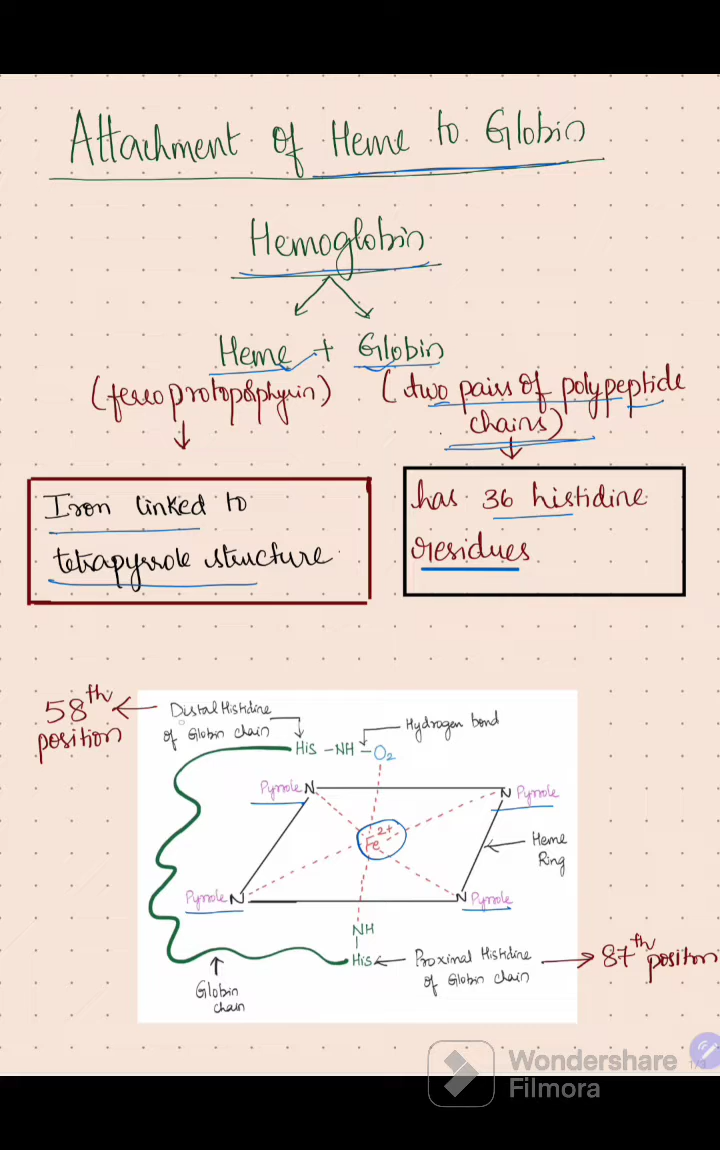 Attachment of Heme to Globin
Hemoglobin
Heme + Globin
(ferroprotoporphyrin)
(two pairs of polypeptide
chains)
Iron linked to
tetrapyrrole structure.
has 36 histidine
residues
58th
position
Distal Histidine
of Globin chain
Hydrogen bond
His - NH - O2
Pyrrole N
N Pyrrole
Fe2+
Heme
Ring
Pyrrole N
N Pyrrole
NH
His
Proximal Histidine
of Globin chain
87th position
Globin
chain
1/3
Wondershare
Filmora